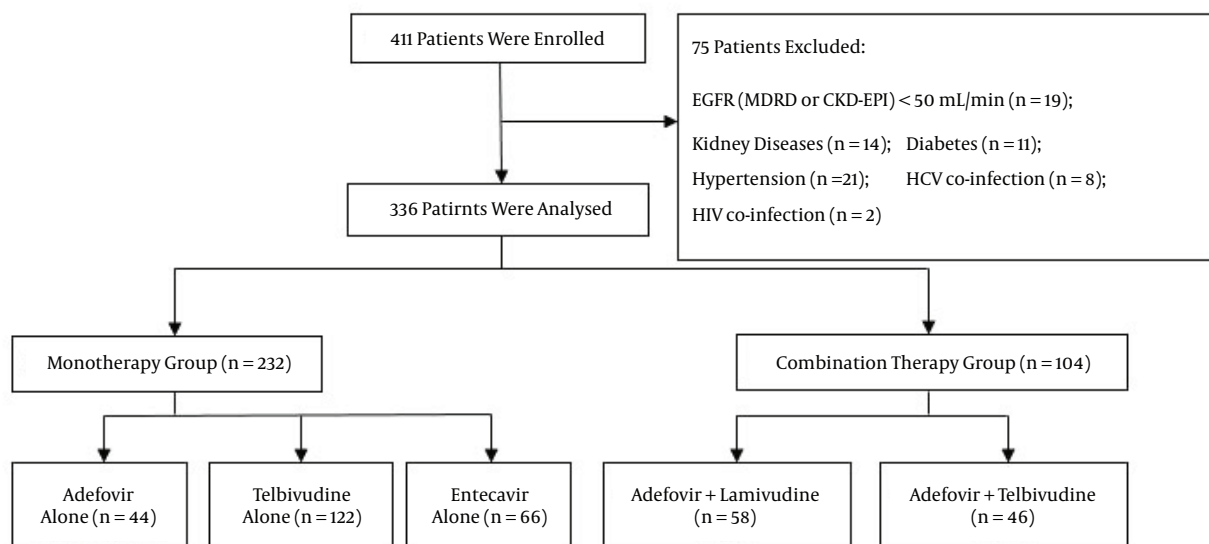 411 Patients Were Enrolled
75 Patients Excluded:
EGFR (MDRD or CKD-EPI) < 50 mL/min (n = 19);
Kidney Diseases (n = 14); Diabetes (n = 11);
Hypertension (n =21); HCV co-infection (n = 8);
HIV co-infection (n = 2)
336 Patirnts Were Analysed
Monotherapy Group (n = 232)
Combination Therapy Group (n = 104)
Adefovir
Alone (n = 44)
Telbivudine
Alone (n = 122)
Entecavir
Alone (n = 66)
Adefovir + Lamivudine
(n = 58)
Adefovir + Telbivudine
(n = 46)